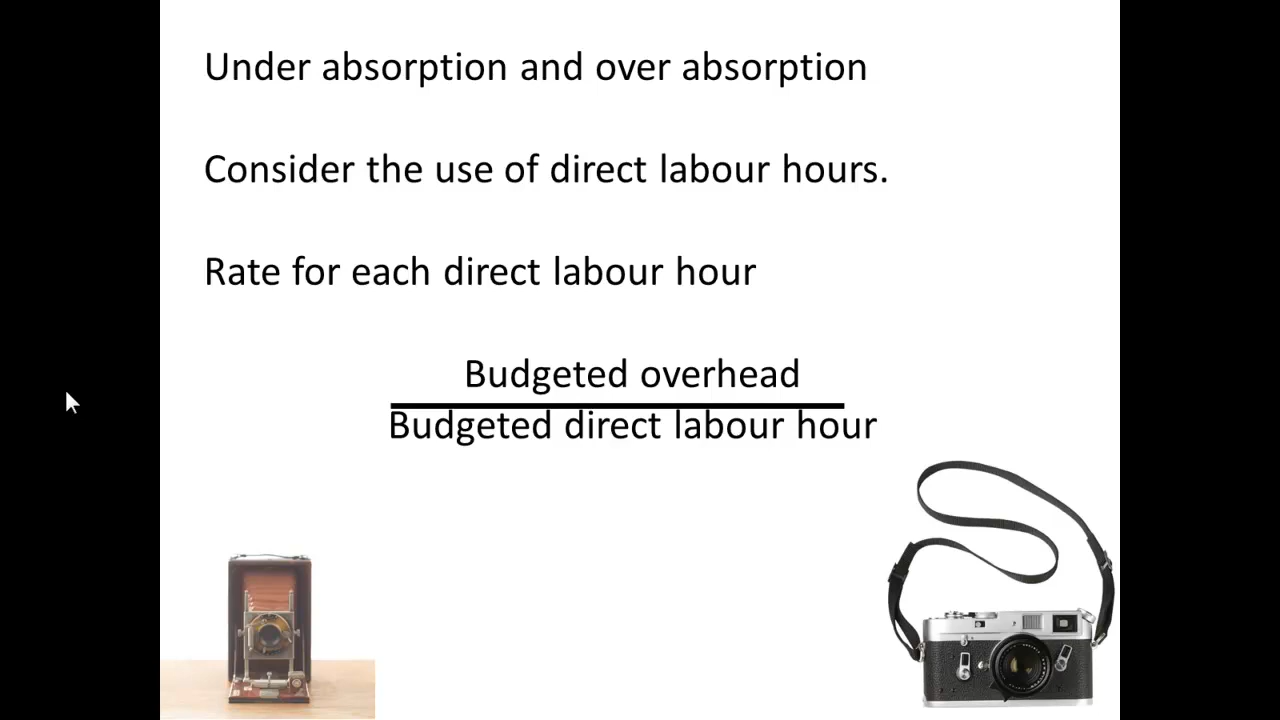 Under absorption and over absorption
Consider the use of direct labour hours.
Rate for each direct labour hour
Budgeted overhead
Budgeted direct labour hour